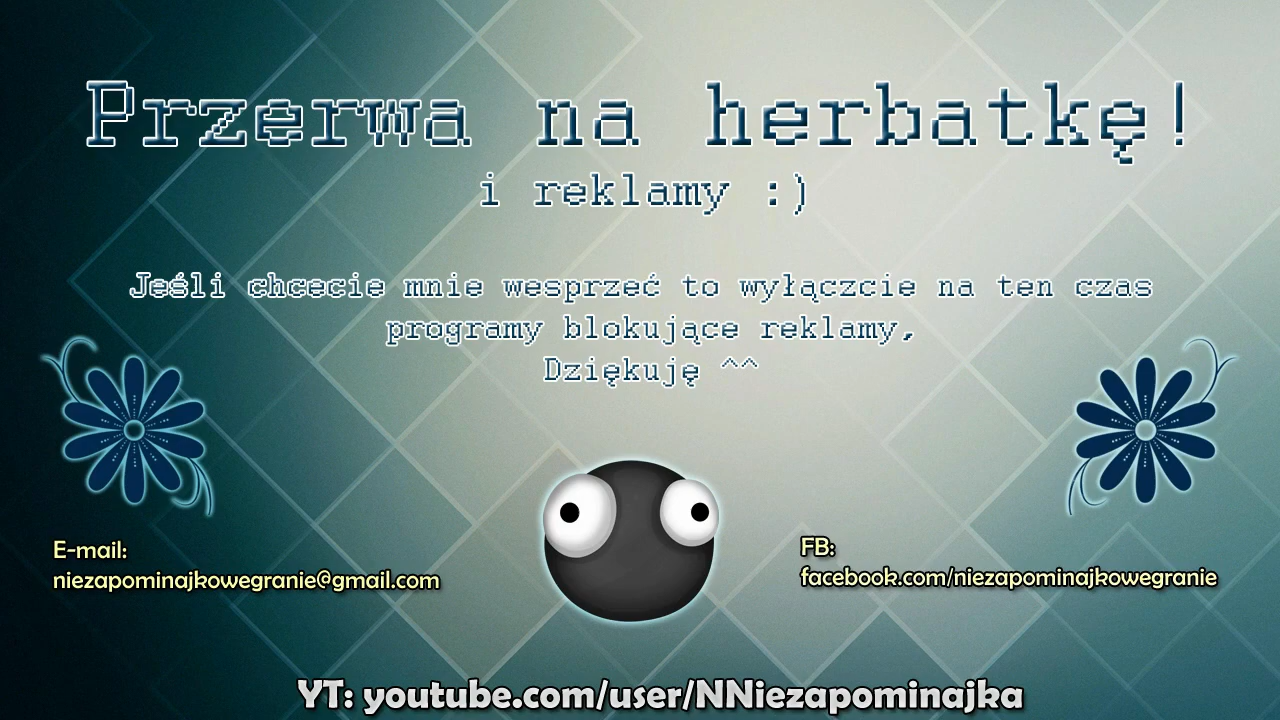 Przerwa na herbatkę!
i reklamy :)
Jeśli chcecie mnie wesprzeć to wyłączcie na ten czas
programy blokujące reklamy,
Dziękuję ^^
E-mail:
niezapominajkowegranie@gmail.com
FB:
facebook.com/niezapominajkowegranie
YT: youtube.com/user/NNiezapominajka